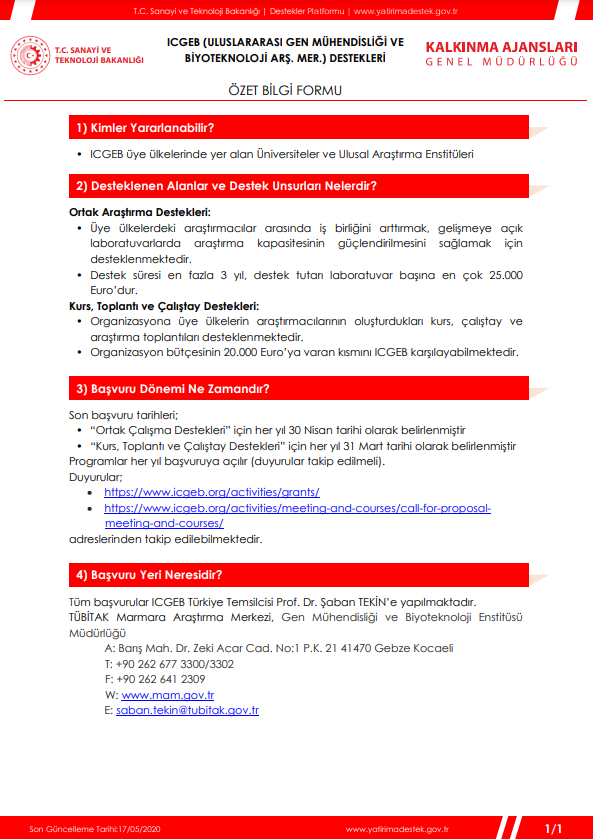 T.C. Sanayi ve Teknoloji Bakanlığı | Destekler Platformu | www.yatirimadestek.gov.tr
T.C. SANAYİ VE
TEKNOLOJİ BAKANLIĞI
ICGEB (ULUSLARARASI GEN MÜHENDİSLİĞİ VE
BİYOTEKNOLOJİ ARŞ. MER.) DESTEKLERİ
KALKINMA AJANSLARI
GENEL MÜDÜRLÜĞÜ
ÖZET BİLGİ FORMU
1) Kimler Yararlanabilir?
• ICGEB üye ülkelerinde yer alan Üniversiteler ve Ulusal Araştırma Enstitüleri
2) Desteklenen Alanlar ve Destek Unsurları Nelerdir?
Ortak Araştırma Destekleri:
• Üye ülkelerdeki araştırmacılar arasında iş birliğini arttırmak, gelişmeye açık
laboratuvarlarda araştırma kapasitesinin güçlendirilmesini sağlamak için
desteklenmektedir.
• Destek süresi en fazla 3 yıl, destek tutarı laboratuvar başına en çok 25.000
Euro’dur.
Kurs, Toplantı ve Çalıştay Destekleri:
• Organizasyona üye ülkelerin araştırmacılarının oluşturdukları kurs, çalıştay ve
araştırma toplantıları desteklenmektedir.
• Organizasyon bütçesinin 20.000 Euro’ya varan kısmını ICGEB karşılayabilmektedir.
3) Başvuru Dönemi Ne Zamandır?
Son başvuru tarihleri;
• “Ortak Çalışma Destekleri” için her yıl 30 Nisan tarihi olarak belirlenmiştir
• “Kurs, Toplantı ve Çalıştay Destekleri” için her yıl 31 Mart tarihi olarak belirlenmiştir
Programlar her yıl başvuruya açılır (duyurular takip edilmeli).
Duyurular;
• https://www.icgeb.org/activities/grants/
• https://www.icgeb.org/activities/meeting-and-courses/call-for-proposal-
meeting-and-courses/
adreslerinden takip edilebilmektedir.
4) Başvuru Yeri Neresidir?
Tüm başvurular ICGEB Türkiye Temsilcisi Prof. Dr. Şaban TEKİN’e yapılmaktadır.
TÜBİTAK Marmara Araştırma Merkezi, Gen Mühendisliği ve Biyoteknoloji Enstitüsü
Müdürlüğü
A: Barış Mah. Dr. Zeki Acar Cad. No:1 P.K. 21 41470 Gebze Kocaeli
T: +90 262 677 3300/3302
F: +90 262 641 2309
W: www.mam.gov.tr
E: saban.tekin@tubitak.gov.tr
Son Güncelleme Tarihi:17/05/2020
www.yatirimadestek.gov.tr
1/1